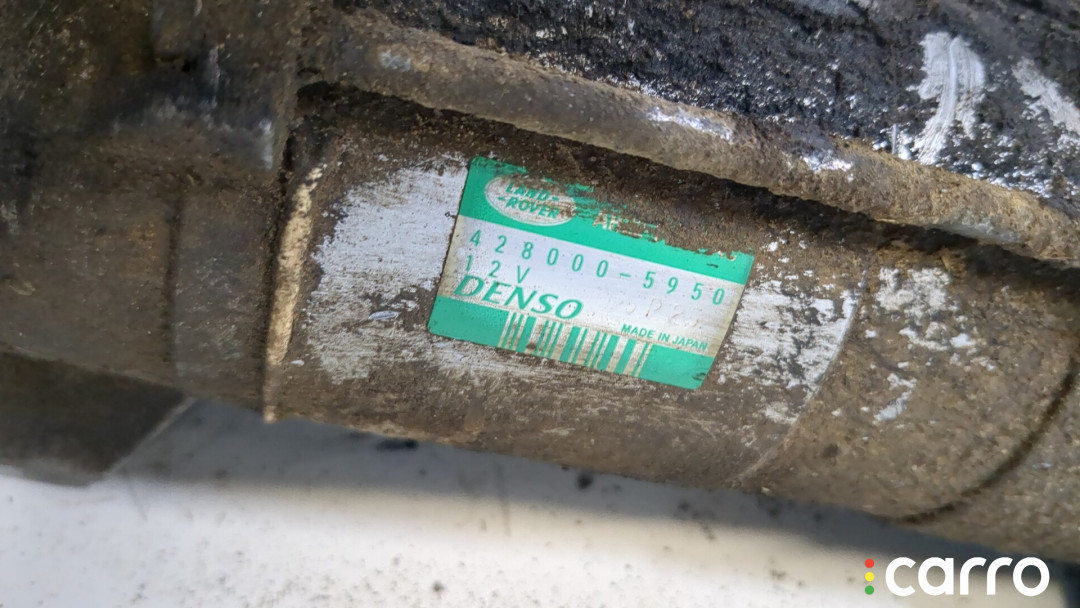 LAND-
-ROVER
428000-5950
12V
DENSO
MADE IN JAPAN
carro